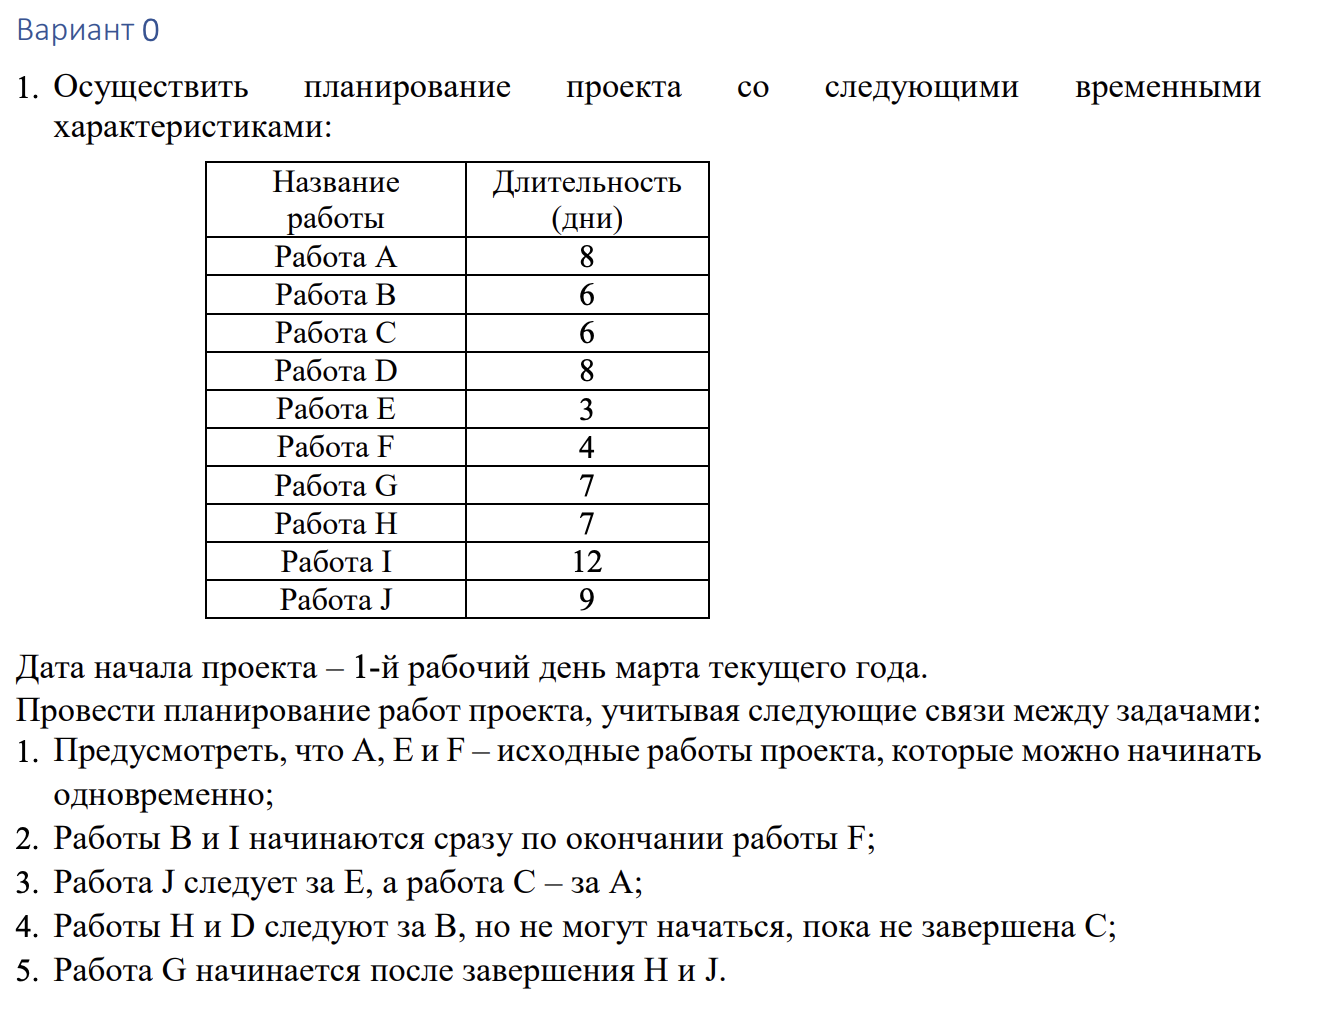 Вариант 0
1. Осуществить планирование проекта со следующими временными
характеристиками:
Название работы Длительность (дни)
Работа A 8
Работа B 6
Работа C 6
Работа D 8
Работа E 3
Работа F 4
Работа G 7
Работа H 7
Работа I 12
Работа J 9
Дата начала проекта – 1-й рабочий день марта текущего года.
Провести планирование работ проекта, учитывая следующие связи между задачами:
1. Предусмотреть, что A, E и F – исходные работы проекта, которые можно начинать
одновременно;
2. Работы B и I начинаются сразу по окончании работы F;
3. Работа J следует за E, а работа C – за A;
4. Работы H и D следуют за B, но не могут начаться, пока не завершена C;
5. Работа G начинается после завершения H и J.